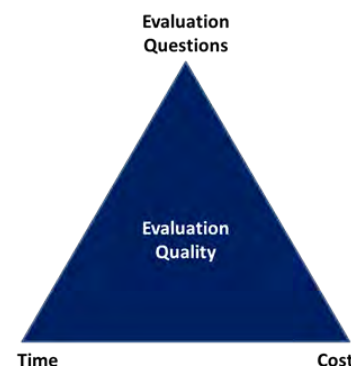 Evaluation
Questions
Evaluation
Quality
Time
Cost